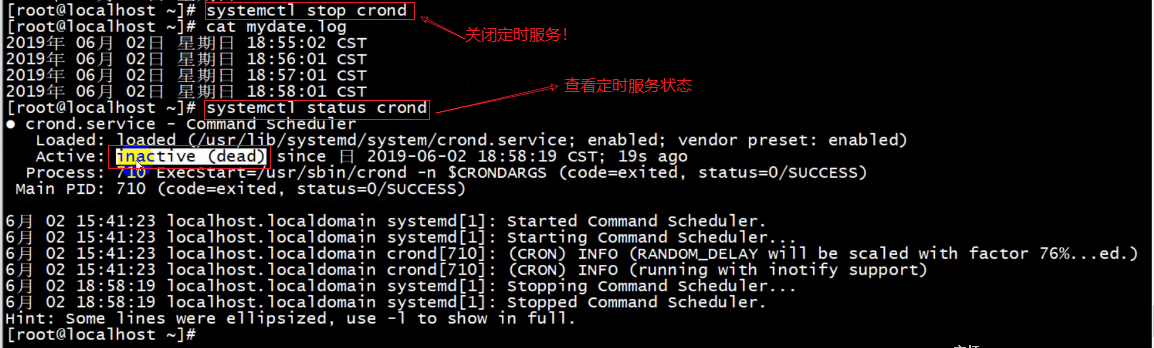 [root@localhost ~]# systemctl stop crond
[root@localhost ~]# cat mydate.log
关闭定时服务！
2019年 06月 02日 星期日 18:55:02 CST
2019年 06月 02日 星期日 18:56:01 CST
2019年 06月 02日 星期日 18:57:01 CST
2019年 06月 02日 星期日 18:58:01 CST
查看定时服务状态
[root@localhost ~]# systemctl status crond
● crond.service - Command Scheduler
Loaded: loaded (/usr/lib/systemd/system/crond.service; enabled; vendor preset: enabled)
Active: inactive (dead) since 日 2019-06-02 18:58:19 CST; 19s ago
Process: 710 ExecStart=/usr/sbin/crond -n $CRONDARGS (code=exited, status=0/SUCCESS)
Main PID: 710 (code=exited, status=0/SUCCESS)
6月 02 15:41:23 localhost.localdomain systemd[1]: Started Command Scheduler.
6月 02 15:41:23 localhost.localdomain systemd[1]: Starting Command Scheduler...
6月 02 15:41:23 localhost.localdomain crond[710]: (CRON) INFO (RANDOM_DELAY will be scaled with factor 76%...ed.)
6月 02 15:41:23 localhost.localdomain crond[710]: (CRON) INFO (running with inotify support)
6月 02 18:58:19 localhost.localdomain systemd[1]: Stopping Command Scheduler...
6月 02 18:58:19 localhost.localdomain systemd[1]: Stopped Command Scheduler.
Hint: Some lines were ellipsized, use -l to show in full.
[root@localhost ~]#